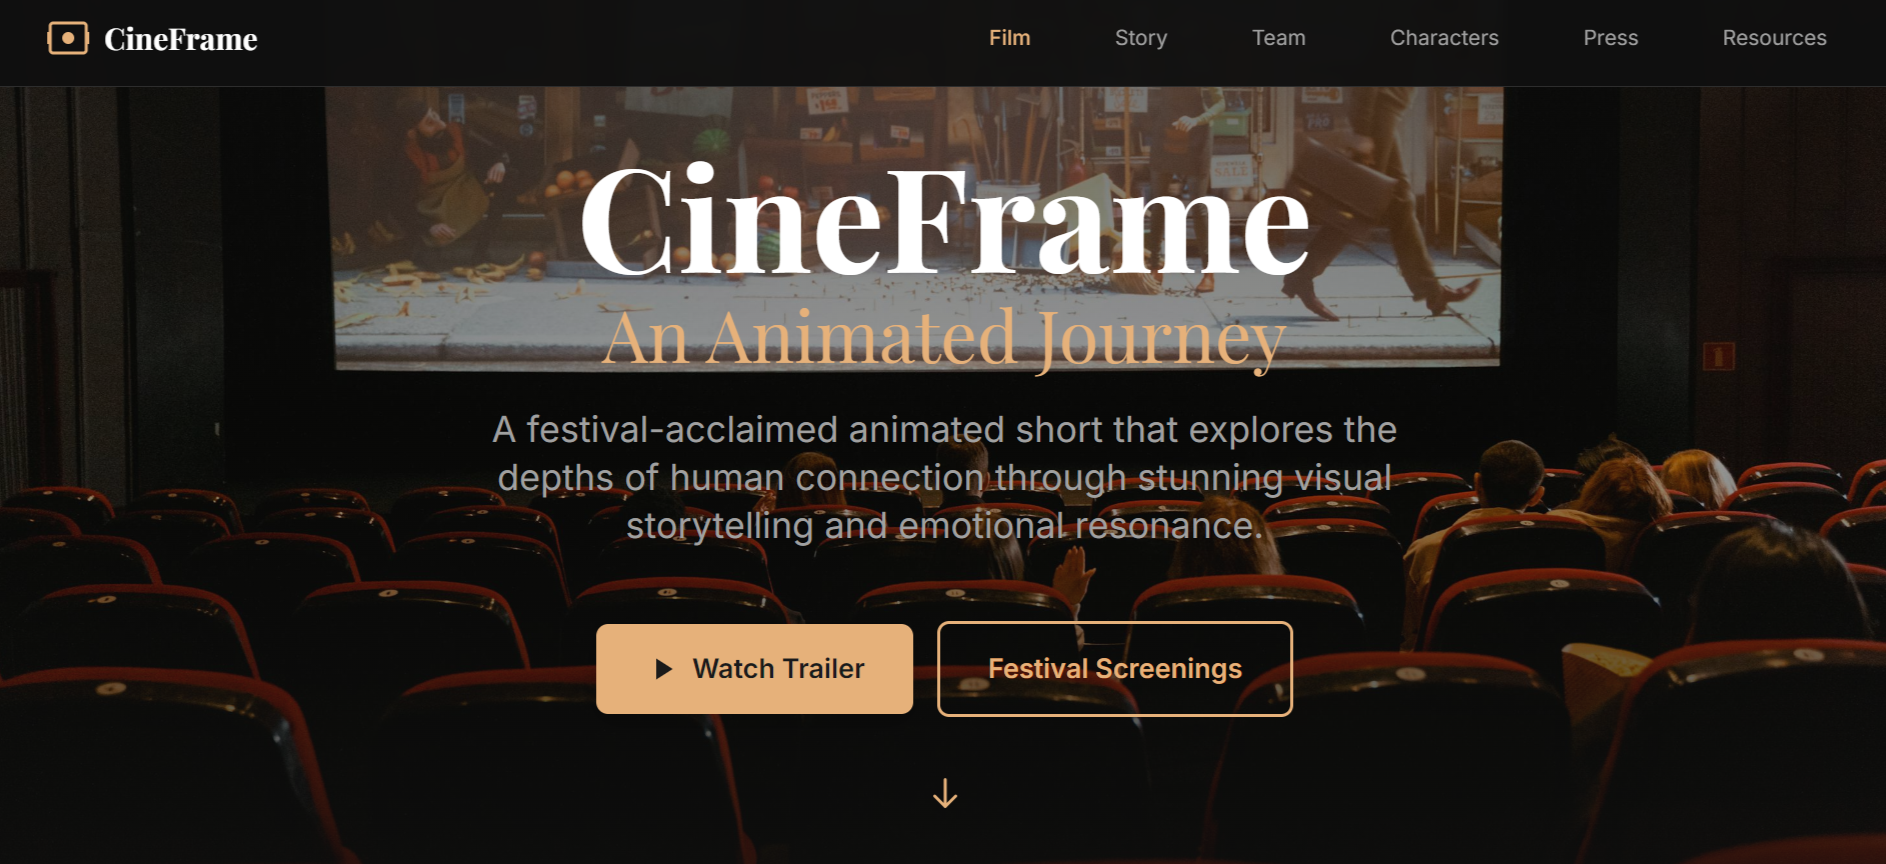 CineFrame
Film
Story
Team
Characters
Press
Resources
CineFrame
An Animated Journey
A festival-acclaimed animated short that explores the
depths of human connection through stunning visual
storytelling and emotional resonance.
Watch Trailer
Festival Screenings
SALE